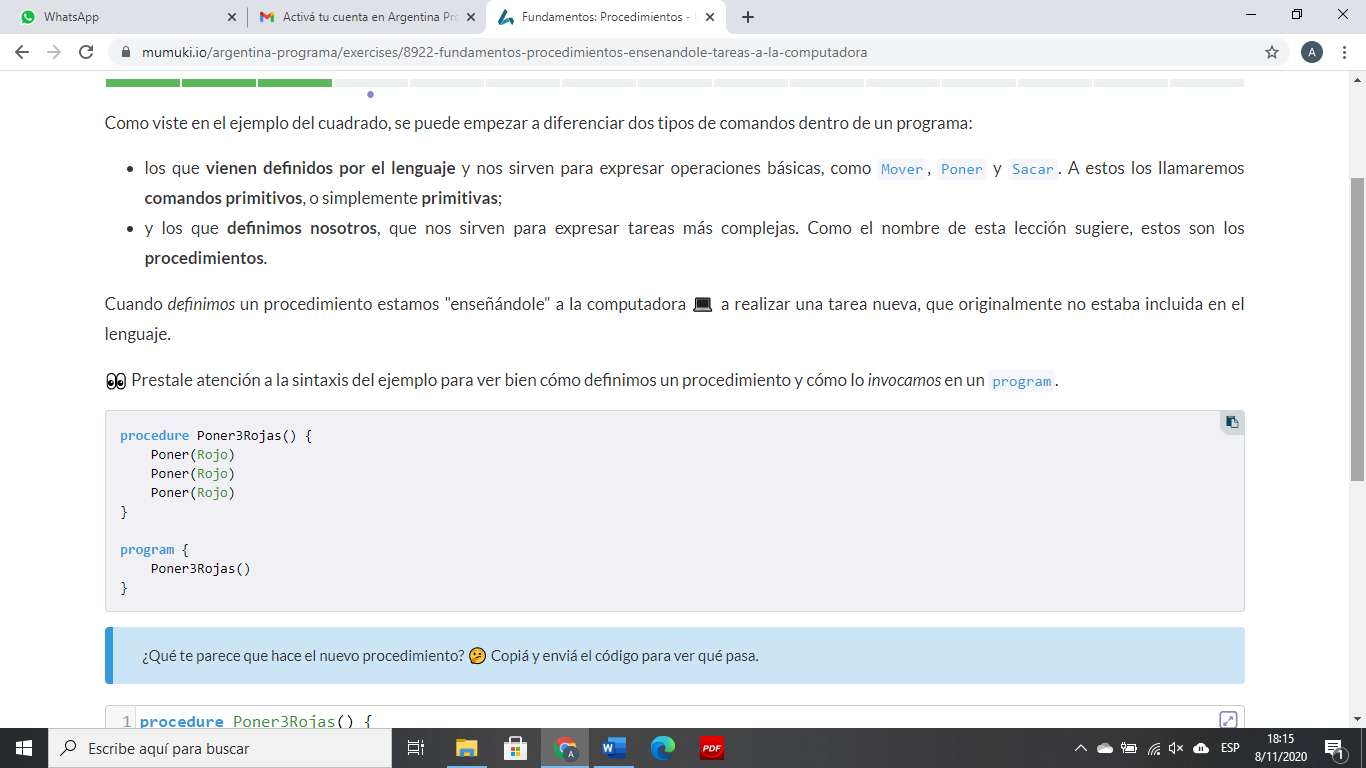 WhatsApp
Activá tu cuenta en Argentina Pro
Fundamentos: Procedimientos -
mumuki.io/argentina-programa/exercises/8922-fundamentos-procedimientos-ensenandole-tareas-a-la-computadora
A
Como viste en el ejemplo del cuadrado, se puede empezar a diferenciar dos tipos de comandos dentro de un programa:
los que vienen definidos por el lenguaje y nos sirven para expresar operaciones básicas, como Mover, Poner y Sacar. A estos los llamaremos
comandos primitivos, o simplemente primitivas;
y los que definimos nosotros, que nos sirven para expresar tareas más complejas. Como el nombre de esta lección sugiere, estos son los
procedimientos.
Cuando definimos un procedimiento estamos "enseñándole" a la computadora 💻 a realizar una tarea nueva, que originalmente no estaba incluida en el
lenguaje.
👀 Prestale atención a la sintaxis del ejemplo para ver bien cómo definimos un procedimiento y cómo lo invocamos en un program.
procedure Poner3Rojas() {
Poner(Rojo)
Poner(Rojo)
Poner(Rojo)
}
program {
Poner3Rojas()
}
¿Qué te parece que hace el nuevo procedimiento? 🤔 Copiá y enviá el código para ver qué pasa.
1 procedure Poner3Rojas() {
Escribe aquí para buscar
A
W
PDF
ESP
18:15
8/11/2020
1